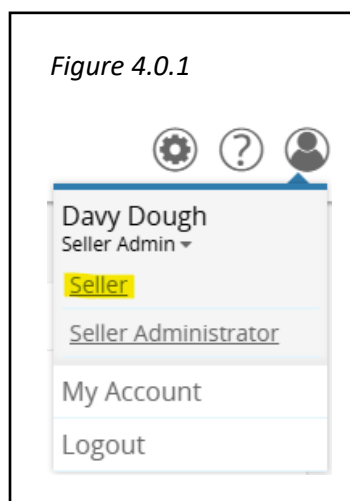 Figure 4.0.1
?
Davy Dough
Seller Admin
Seller
Seller Administrator
My Account
Logout